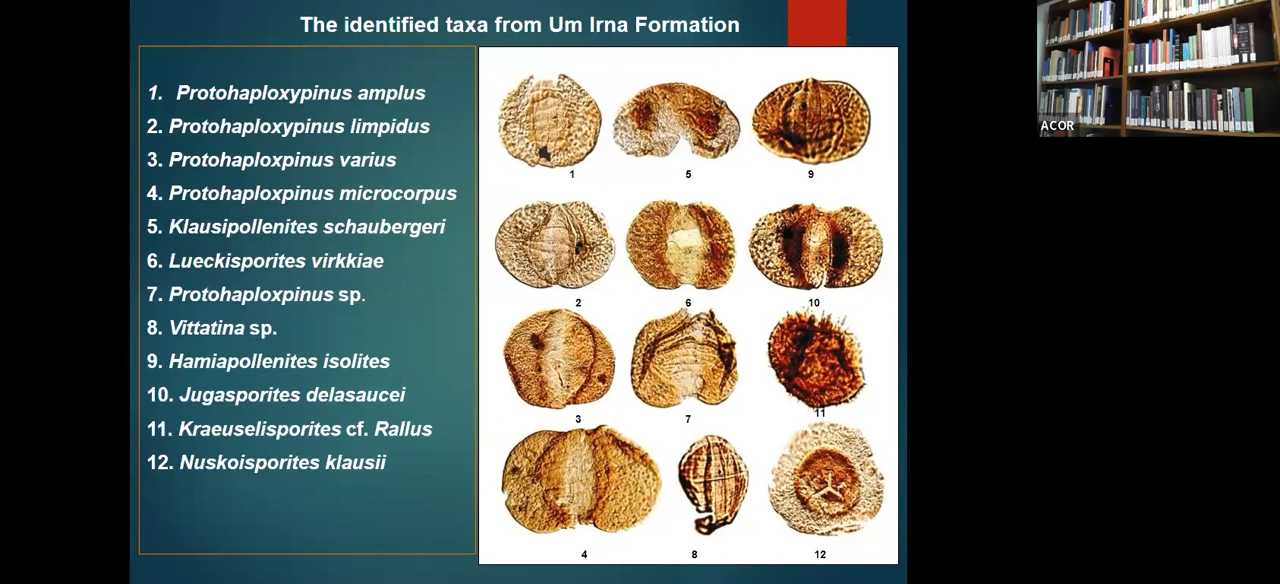 The identified taxa from Um Irna Formation
1. Protohaploxypinus amplus
2. Protohaploxypinus limpidus
3. Protohaploxpinus varius
4. Protohaploxpinus microcorpus
5. Klausipollenites schaubergeri
6. Lueckisporites virkkiae
7. Protohaploxpinus sp.
8. Vittatina sp.
9. Hamiapollenites isolites
10. Jugasporites delasaucei
11. Kraeuselisporites cf. Rallus
12. Nuskoisporites klausii
1 5 9
2 6 10
3 7 11
4 8 12
ACOR